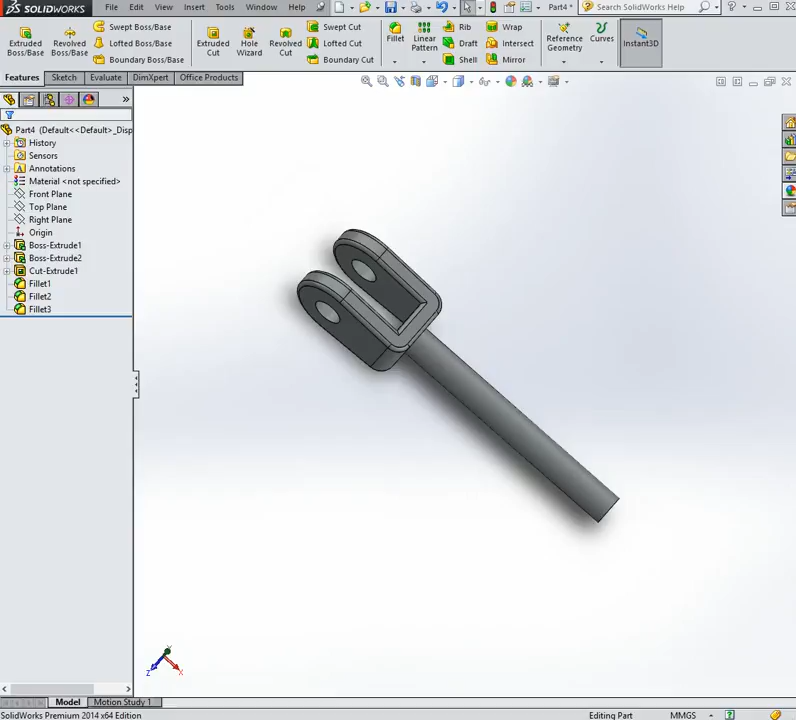 SOLIDWORKS File Edit View Insert Tools Window Help Part4 * Search SolidWorks Help
Extruded Boss/Base
Revolved Boss/Base
Swept Boss/Base
Lofted Boss/Base
Boundary Boss/Base
Extruded Cut
Hole Wizard
Revolved Cut
Swept Cut
Lofted Cut
Boundary Cut
Fillet
Linear Pattern
Rib
Draft
Shell
Wrap
Intersect
Mirror
Reference Geometry
Curves
Instant3D
Features Sketch Evaluate DimXpert Office Products
Part4 (Default<<Default>_Disp
History
Sensors
Annotations
Material <not specified>
Front Plane
Top Plane
Right Plane
Origin
Boss-Extrude1
Boss-Extrude2
Cut-Extrude1
Fillet1
Fillet2
Fillet3
Y
Z
X
Model Motion Study 1
SolidWorks Premium 2014 x64 Edition Editing Part MMGS